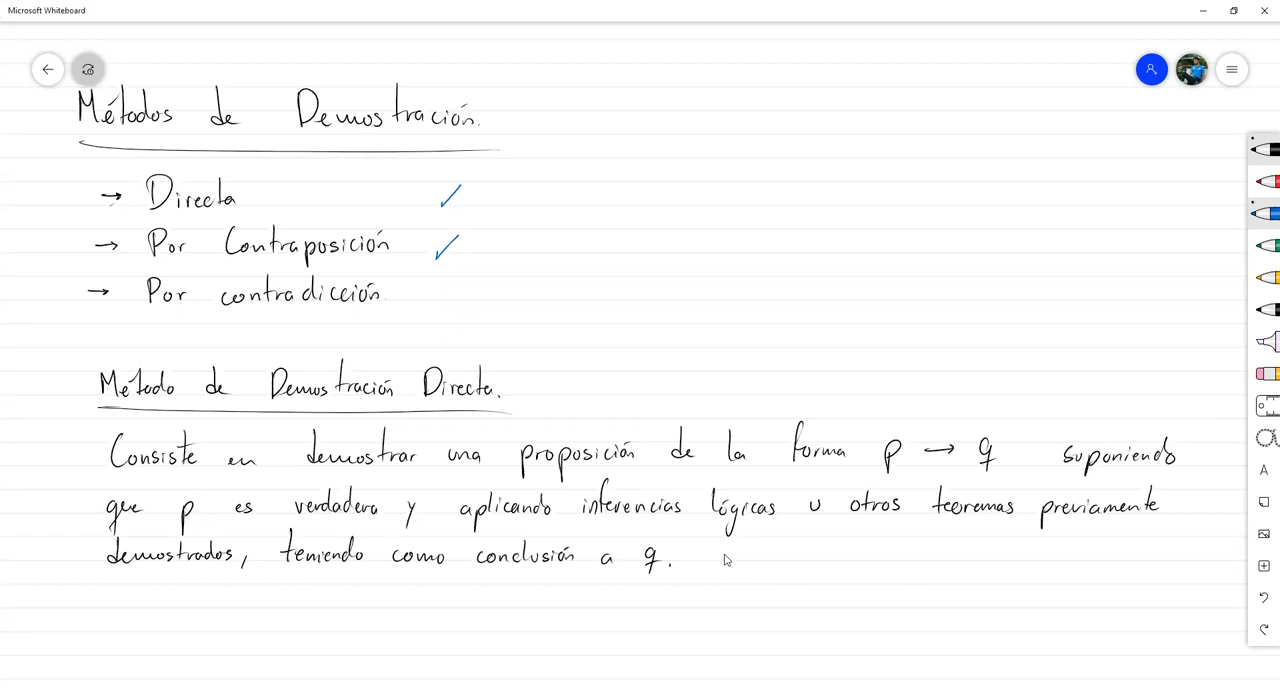 Microsoft Whiteboard
Métodos de Demostración.
→ Directa ✓
→ Por Contraposición ✓
→ Por contradicción.
Método de Demostración Directa.
Consiste en demostrar una proposición de la forma p → q suponiendo
que p es verdadera y aplicando inferencias lógicas u otros teoremas previamente
demostrados, teniendo como conclusión a q.
A